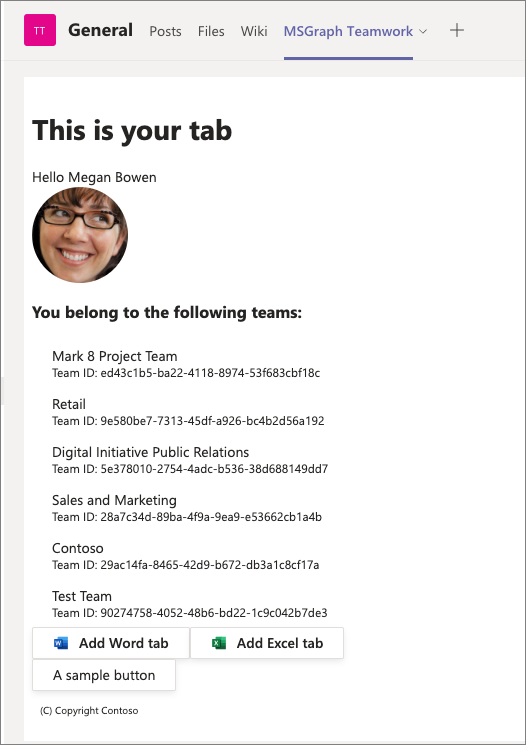 TT General Posts Files Wiki MSGraph Teamwork
This is your tab
Hello Megan Bowen
You belong to the following teams:
Mark 8 Project Team
Team ID: ed43c1b5-ba22-4118-8974-53f683cbf18c
Retail
Team ID: 9e580be7-7313-45df-a926-bc4b2d56a192
Digital Initiative Public Relations
Team ID: 5e378010-2754-4adc-b536-38d688149dd7
Sales and Marketing
Team ID: 28a7c34d-89ba-4f9a-9ea9-e53662cb1a4b
Contoso
Team ID: 29ac14fa-8465-42d9-b672-db3a1c8cf17a
Test Team
Team ID: 90274758-4052-48b6-bd22-1c9c042b7de3
Add Word tab Add Excel tab
A sample button
(C) Copyright Contoso